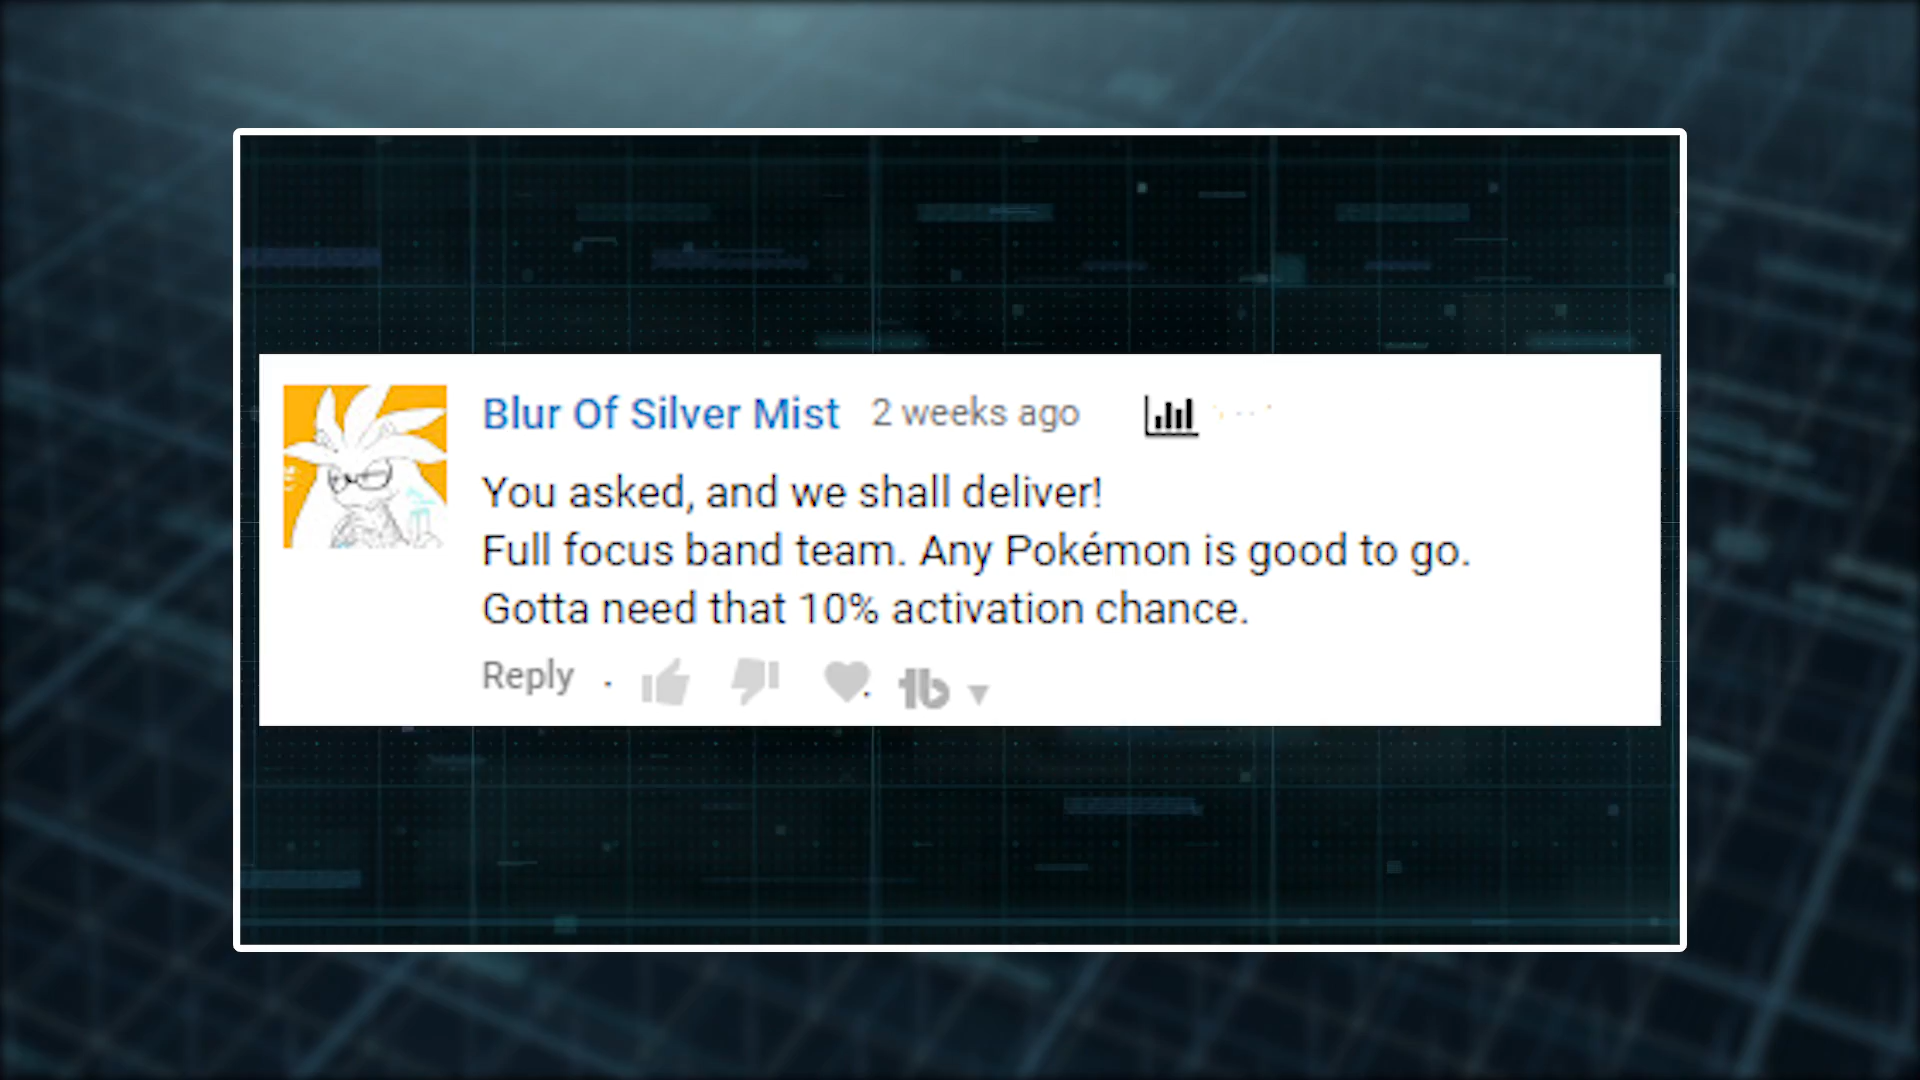 Blur Of Silver Mist 2 weeks ago
You asked, and we shall deliver!
Full focus band team. Any Pokémon is good to go.
Gotta need that 10% activation chance.
Reply